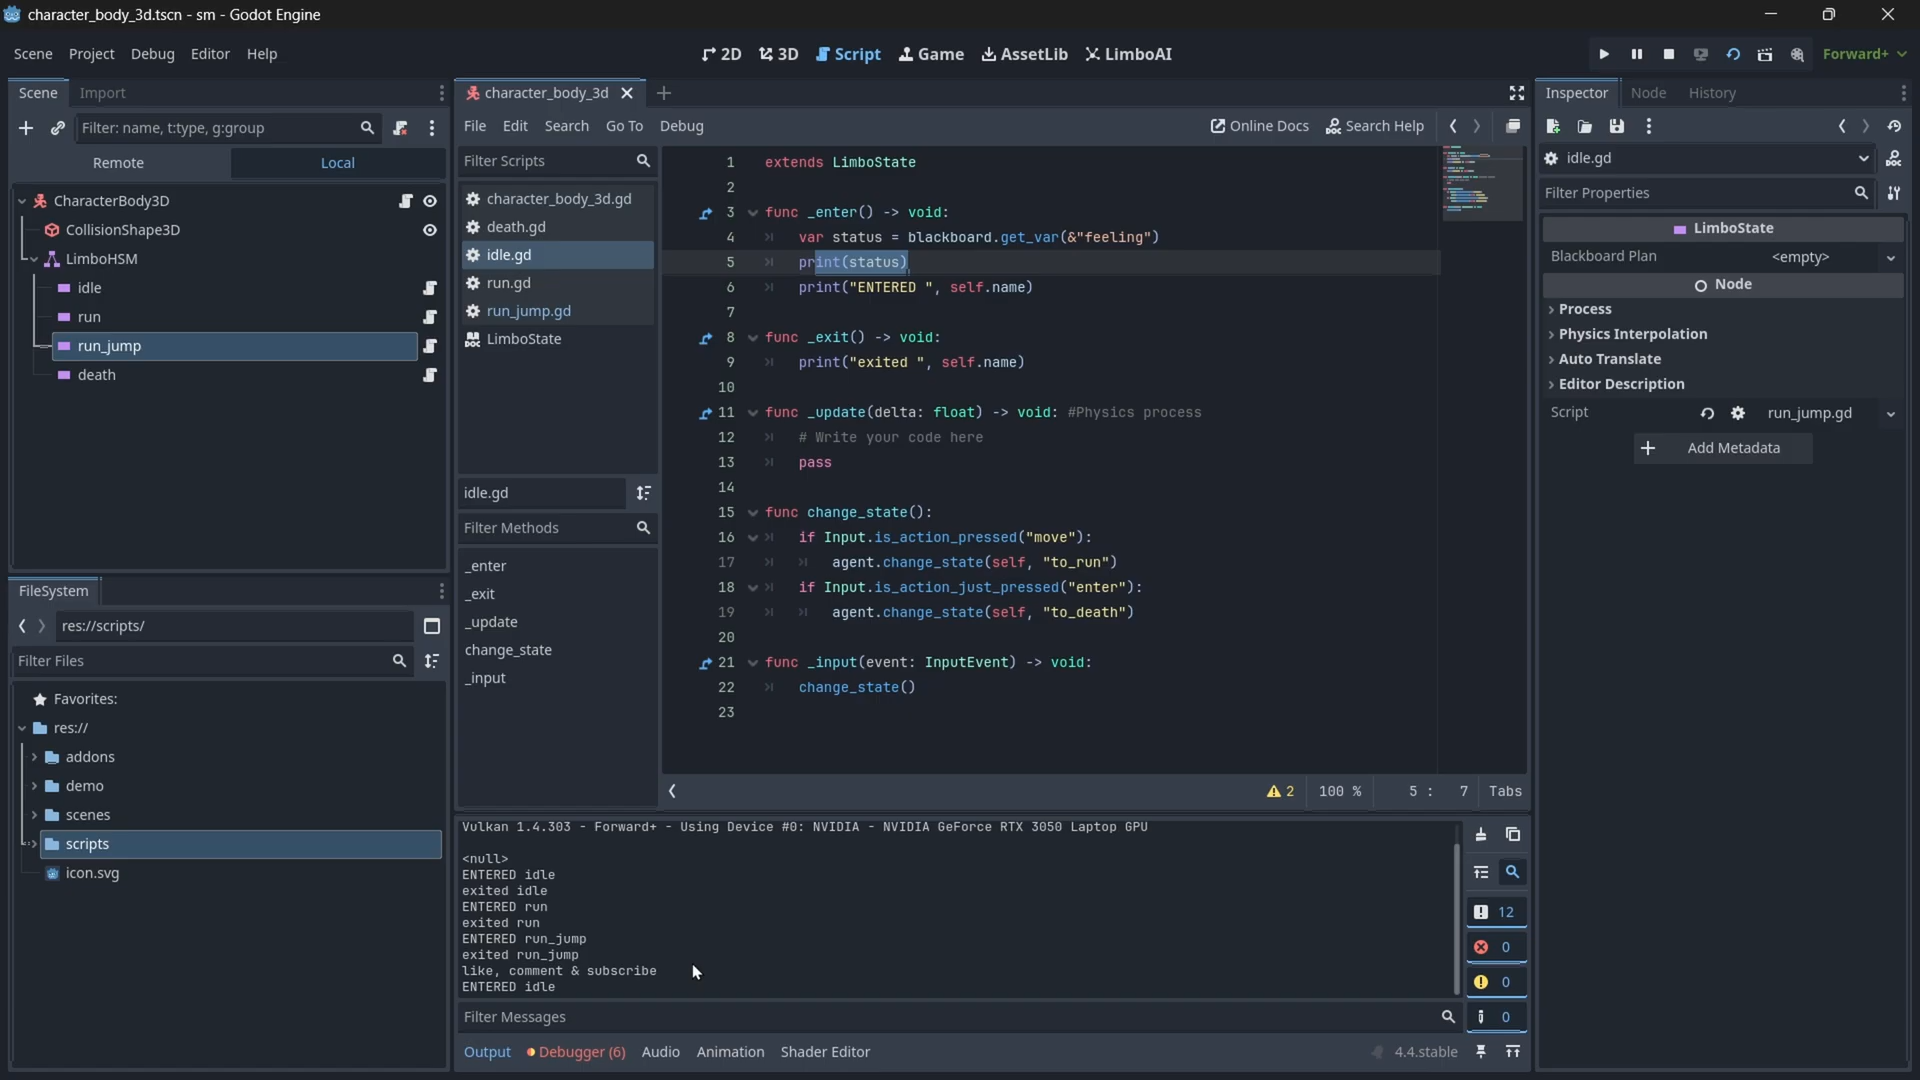 character_body_3d.tscn - sm - Godot Engine
Scene Project Debug Editor Help
2D 3D Script Game AssetLib LimboAI
Forward+
Scene Import
Filter: name, t:type, g:group
Remote Local
CharacterBody3D
CollisionShape3D
LimboHSM
idle
run
run_jump
death
FileSystem
res://scripts/
Filter Files
Favorites:
res://
addons
demo
scenes
scripts
icon.svg
character_body_3d
File Edit Search Go To Debug
Online Docs Search Help
Filter Scripts
character_body_3d.gd
death.gd
idle.gd
run.gd
run_jump.gd
LimboState
idle.gd
Filter Methods
_enter
_exit
_update
change_state
_input
1 extends LimboState
2
3 func _enter() -> void:
4 var status = blackboard.get_var(&"feeling")
5 print(status)
6 print("ENTERED ", self.name)
7
8 func _exit() -> void:
9 print("exited ", self.name)
10
11 func _update(delta: float) -> void: #Physics process
12 # Write your code here
13 pass
14
15 func change_state():
16 if Input.is_action_pressed("move"):
17 agent.change_state(self, "to_run")
18 if Input.is_action_just_pressed("enter"):
19 agent.change_state(self, "to_death")
20
21 func _input(event: InputEvent) -> void:
22 change_state()
23
2 100 % 5 : 7 Tabs
Vulkan 1.4.303 - Forward+ - Using Device #0: NVIDIA - NVIDIA GeForce RTX 3050 Laptop GPU
<null>
ENTERED idle
exited idle
ENTERED run
exited run
ENTERED run_jump
exited run_jump
like, comment & subscribe
ENTERED idle
12
0
0
0
Filter Messages
Output Debugger (6) Audio Animation Shader Editor
4.4.stable
Inspector Node History
idle.gd
Filter Properties
LimboState
Blackboard Plan <empty>
Node
Process
Physics Interpolation
Auto Translate
Editor Description
Script run_jump.gd
Add Metadata